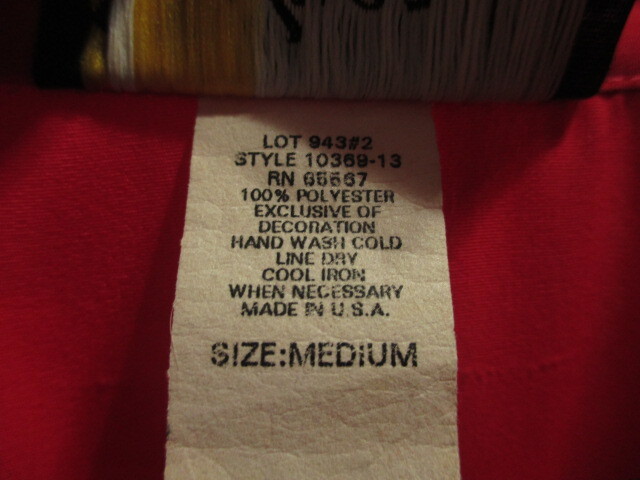 LOT 943#2
STYLE 10369-13
RN 65567
100% POLYESTER
EXCLUSIVE OF
DECORATION
HAND WASH COLD
LINE DRY
COOL IRON
WHEN NECESSARY
MADE IN U.S.A.
SIZE:MEDIUM